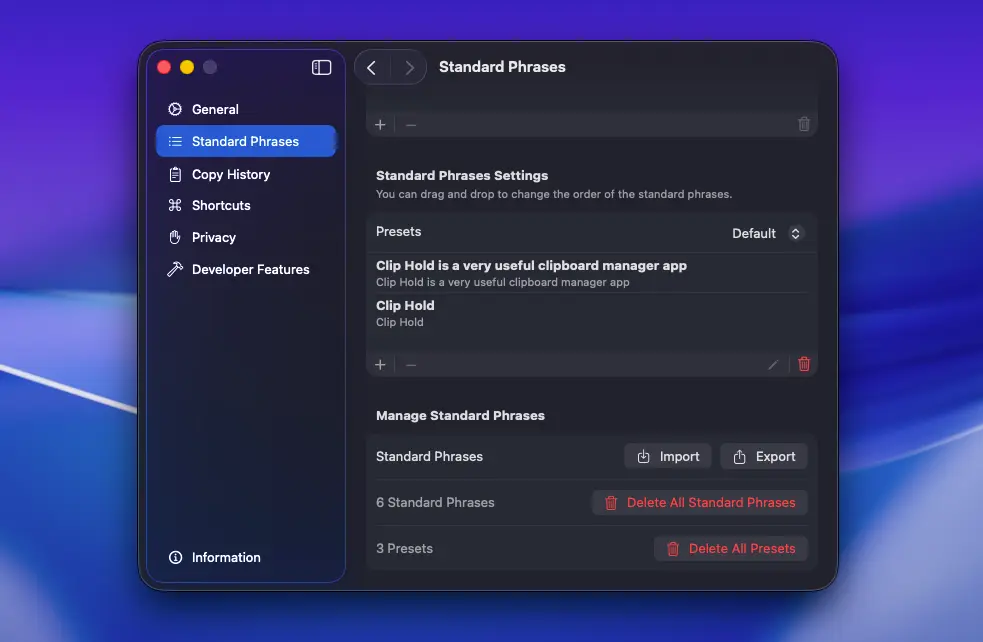 Standard Phrases
General
Standard Phrases
Copy History
Shortcuts
Privacy
Developer Features
Information
Standard Phrases Settings
You can drag and drop to change the order of the standard phrases.
Presets
Default
Clip Hold is a very useful clipboard manager app
Clip Hold is a very useful clipboard manager app
Clip Hold
Clip Hold
Manage Standard Phrases
Standard Phrases
Import
Export
6 Standard Phrases
Delete All Standard Phrases
3 Presets
Delete All Presets